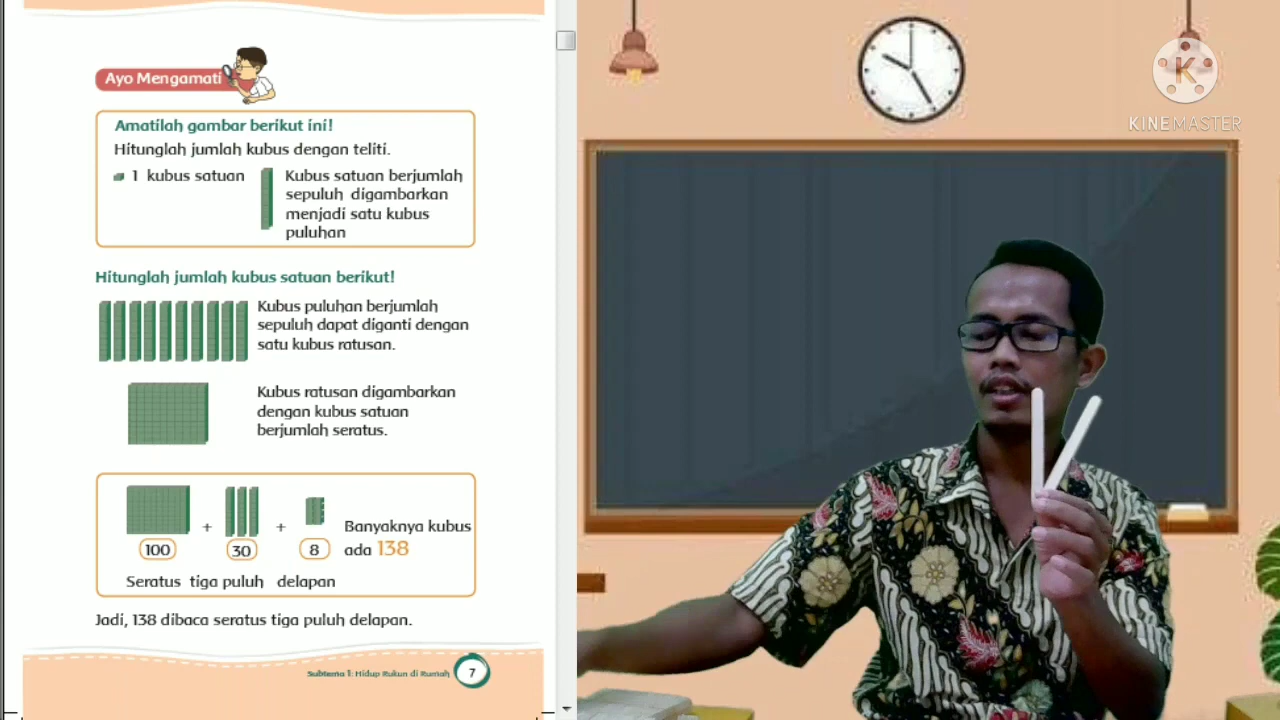 Ayo Mengamati
Amatilah gambar berikut ini!
Hitunglah jumlah kubus dengan teliti.
1 kubus satuan
Kubus satuan berjumlah
sepuluh digambarkan
menjadi satu kubus
puluhan
Hitunglah jumlah kubus satuan berikut!
Kubus puluhan berjumlah
sepuluh dapat diganti dengan
satu kubus ratusan.
Kubus ratusan digambarkan
dengan kubus satuan
berjumlah seratus.
+ +
Banyaknya kubus
100 30 8 ada 138
Seratus tiga puluh delapan
Jadi, 138 dibaca seratus tiga puluh delapan.
Subtema 1: Hidup Rukun di Rumah 7
K
KINEMASTER